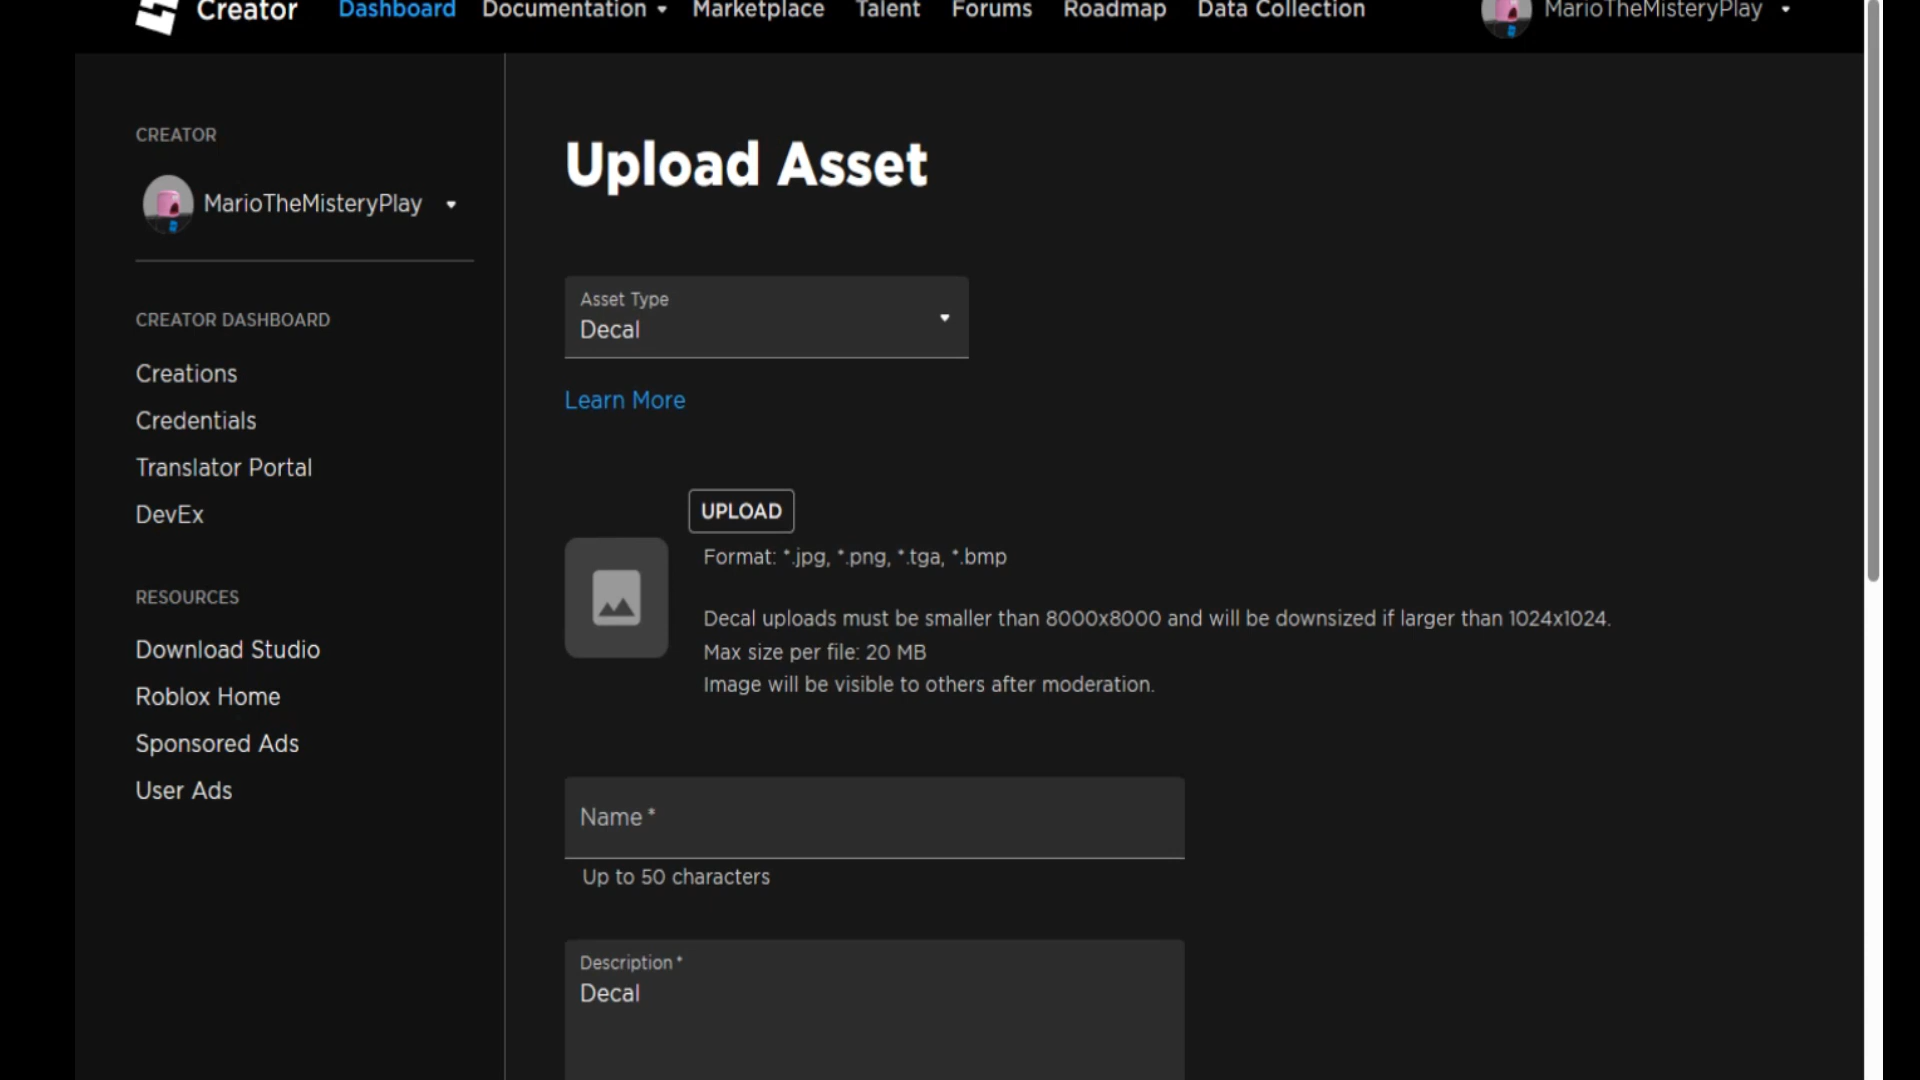 Creator
Dashboard
Documentation
Marketplace
Talent
Forums
Roadmap
Data Collection
MarioTheMisteryPlay
CREATOR
MarioTheMisteryPlay
CREATOR DASHBOARD
Creations
Credentials
Translator Portal
DevEx
RESOURCES
Download Studio
Roblox Home
Sponsored Ads
User Ads
Upload Asset
Asset Type
Decal
Learn More
UPLOAD
Format: *.jpg, *.png, *.tga, *.bmp
Decal uploads must be smaller than 8000x8000 and will be downsized if larger than 1024x1024.
Max size per file: 20 MB
Image will be visible to others after moderation.
Name *
Up to 50 characters
Description *
Decal